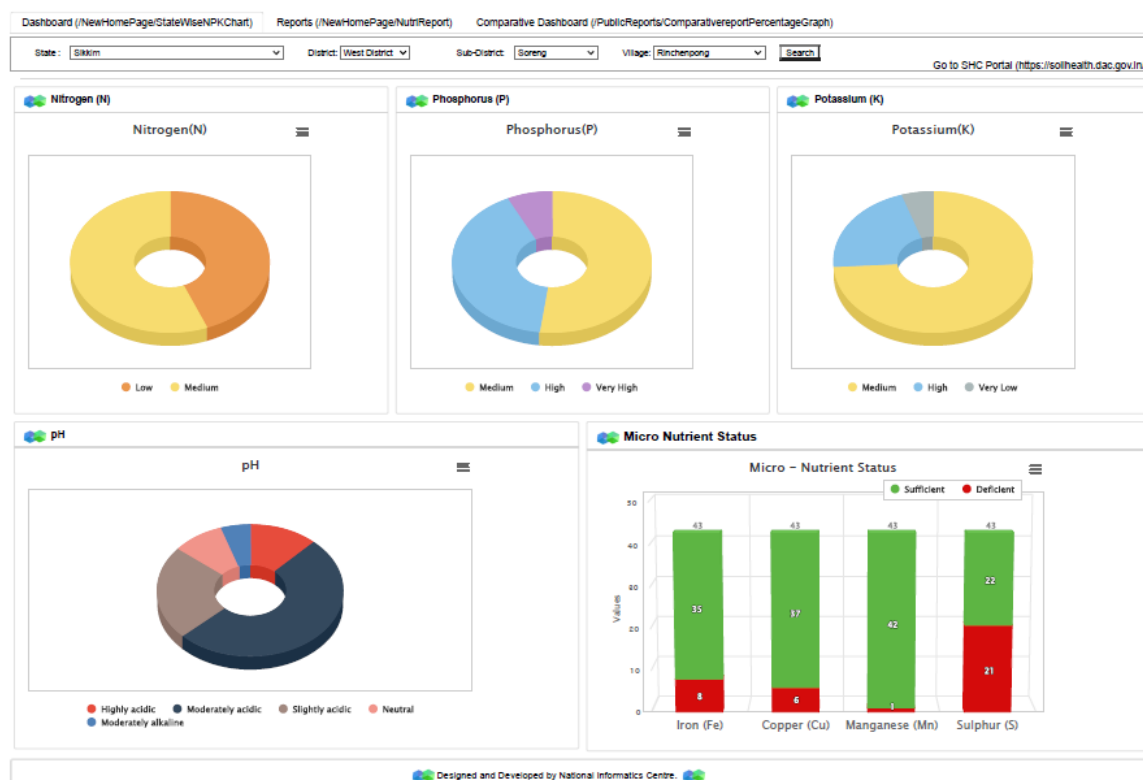 Dashboard (/NewHomePage/StateWiseNPKChart) Reports (/NewHomePage/NutriReport) Comparative Dashboard (/PublicReports/ComparativereportPercentageGraph)
State : Sikkim District: West District Sub-District: Soreng Village: Rinchenpong Search
Go to SHC Portal (https://soilhealth.dac.gov.in/
Nitrogen (N) Phosphorus (P) Potassium (K)
Nitrogen(N) Phosphorus(P) Potassium(K)
Low Medium Medium High Very High Medium High Very Low
pH
pH
Highly acidic Moderately acidic Slightly acidic Neutral
Moderately alkaline
Micro Nutrient Status
Micro - Nutrient Status
Sufficient Deficient
50
43 43 43 43
40
30
22
35 37
42
20
Values
10
21
8 6 1
0
Iron (Fe) Copper (Cu) Manganese (Mn) Sulphur (S)
Designed and Developed by National Informatics Centre.